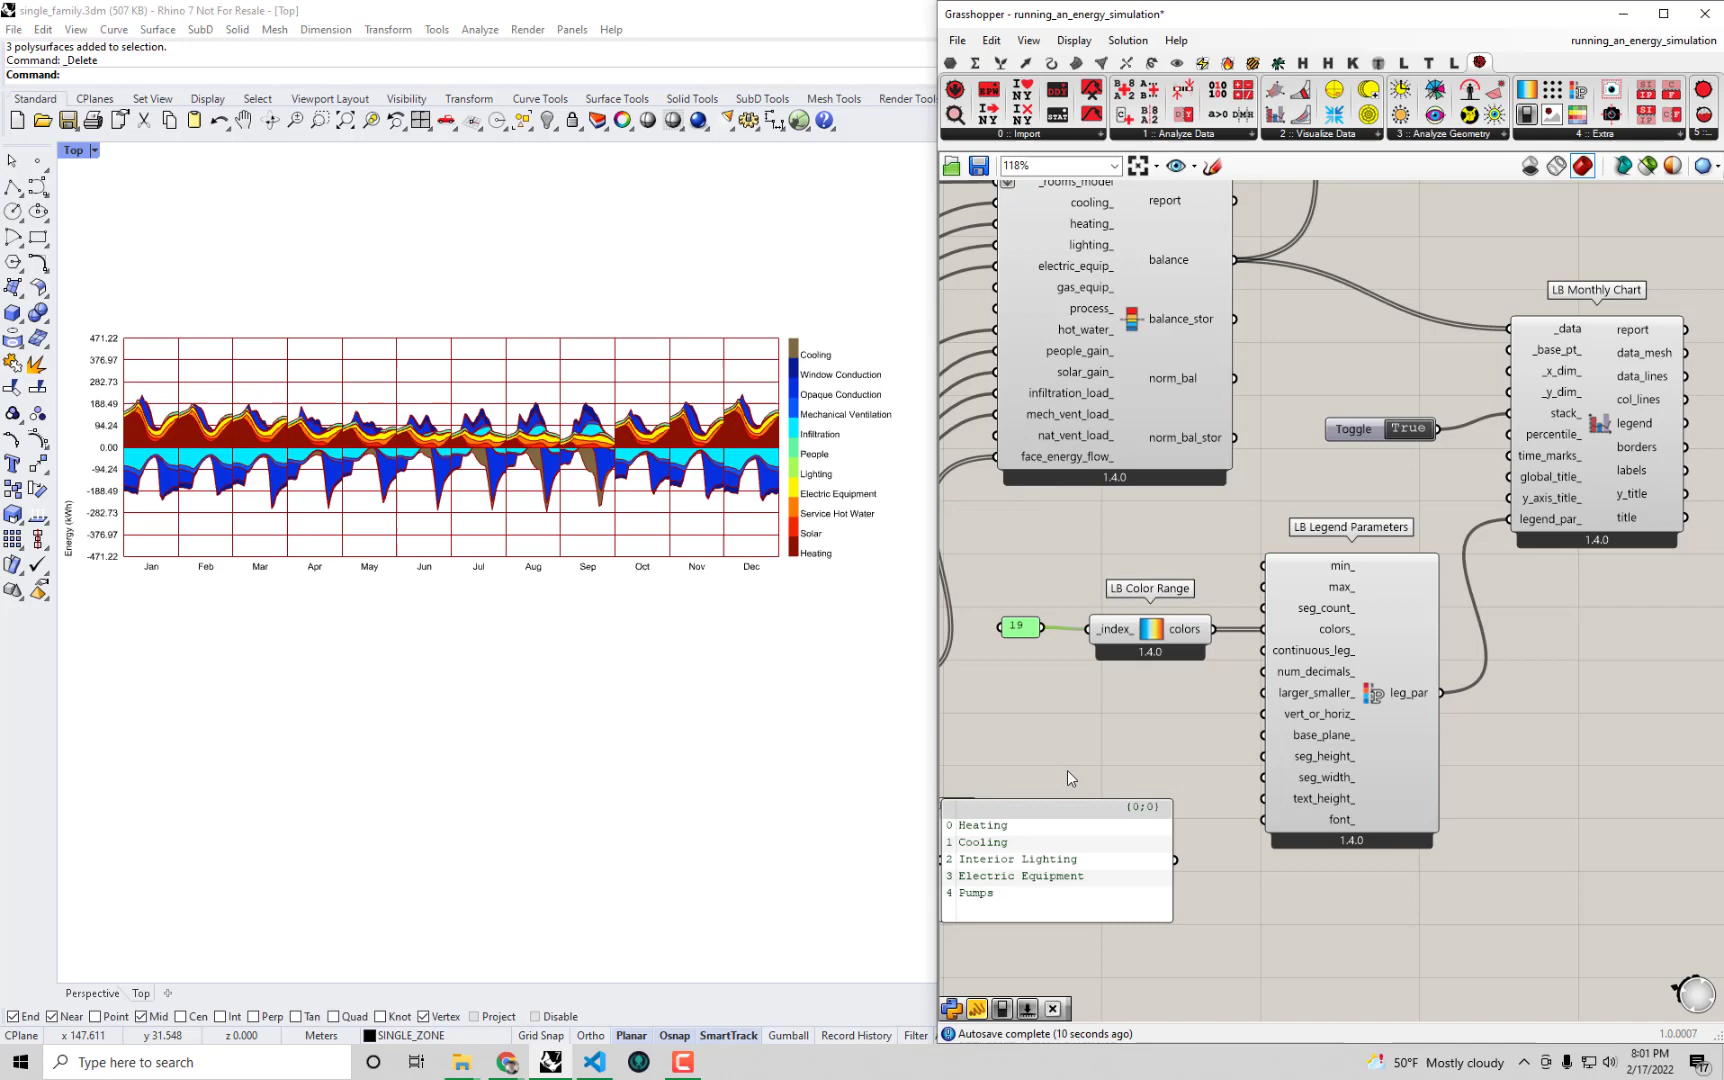 single_family.3dm (507 KB) - Rhino 7 Not For Resale - [Top]
File Edit View Curve Surface SubD Solid Mesh Dimension Transform Tools Analyze Render Panels Help
3 polysurfaces added to selection.
Command: _Delete
Command:
Standard CPlanes Set View Display Select Viewport Layout Visibility Transform Curve Tools Surface Tools Solid Tools SubD Tools Mesh Tools Render Tools
Top
471.22
376.97
282.73
188.49
94.24
0.00
-94.24
-188.49
-282.73
-376.97
-471.22
Energy (kWh)
Jan Feb Mar Apr May Jun Jul Aug Sep Oct Nov Dec
Cooling
Window Conduction
Opaque Conduction
Mechanical Ventilation
Infiltration
People
Lighting
Electric Equipment
Service Hot Water
Solar
Heating
Perspective Top
End Near Point Mid Cen Int Perp Tan Quad Knot Vertex Project Disable
CPlane x 147.611 y 31.548 z 0.000 Meters SINGLE_ZONE Grid Snap Ortho Planar Osnap SmartTrack Gumball Record History Filter
Grasshopper - running_an_energy_simulation*
File Edit View Display Solution Help
running_an_energy_simulation
0 :: Import 1 :: Analyze Data 2 :: Visualize Data 3 :: Analyze Geometry 4 :: Extra 5 ::
118%
_rooms_model
cooling_
heating_
lighting_
electric_equip_
gas_equip_
process_
hot_water_
people_gain_
solar_gain_
infiltration_load_
mech_vent_load_
nat_vent_load_
face_energy_flow_
report
balance
balance_stor
norm_bal
norm_bal_stor
1.4.0
LB Monthly Chart
_data
_base_pt_
_x_dim_
_y_dim_
stack_
percentile_
time_marks_
global_title_
y_axis_title_
legend_par_
report
data_mesh
data_lines
col_lines
legend
borders
labels
y_title
title
1.4.0
Toggle True
LB Legend Parameters
min_
max_
seg_count_
colors_
continuous_leg_
num_decimals_
larger_smaller_
vert_or_horiz_
base_plane_
seg_height_
seg_width_
text_height_
font_
leg_par
1.4.0
LB Color Range
19
_index_ colors
1.4.0
{0;0}
0 Heating
1 Cooling
2 Interior Lighting
3 Electric Equipment
4 Pumps
Autosave complete (10 seconds ago)
1.0.0007
Type here to search
50°F Mostly cloudy
8:01 PM
2/17/2022